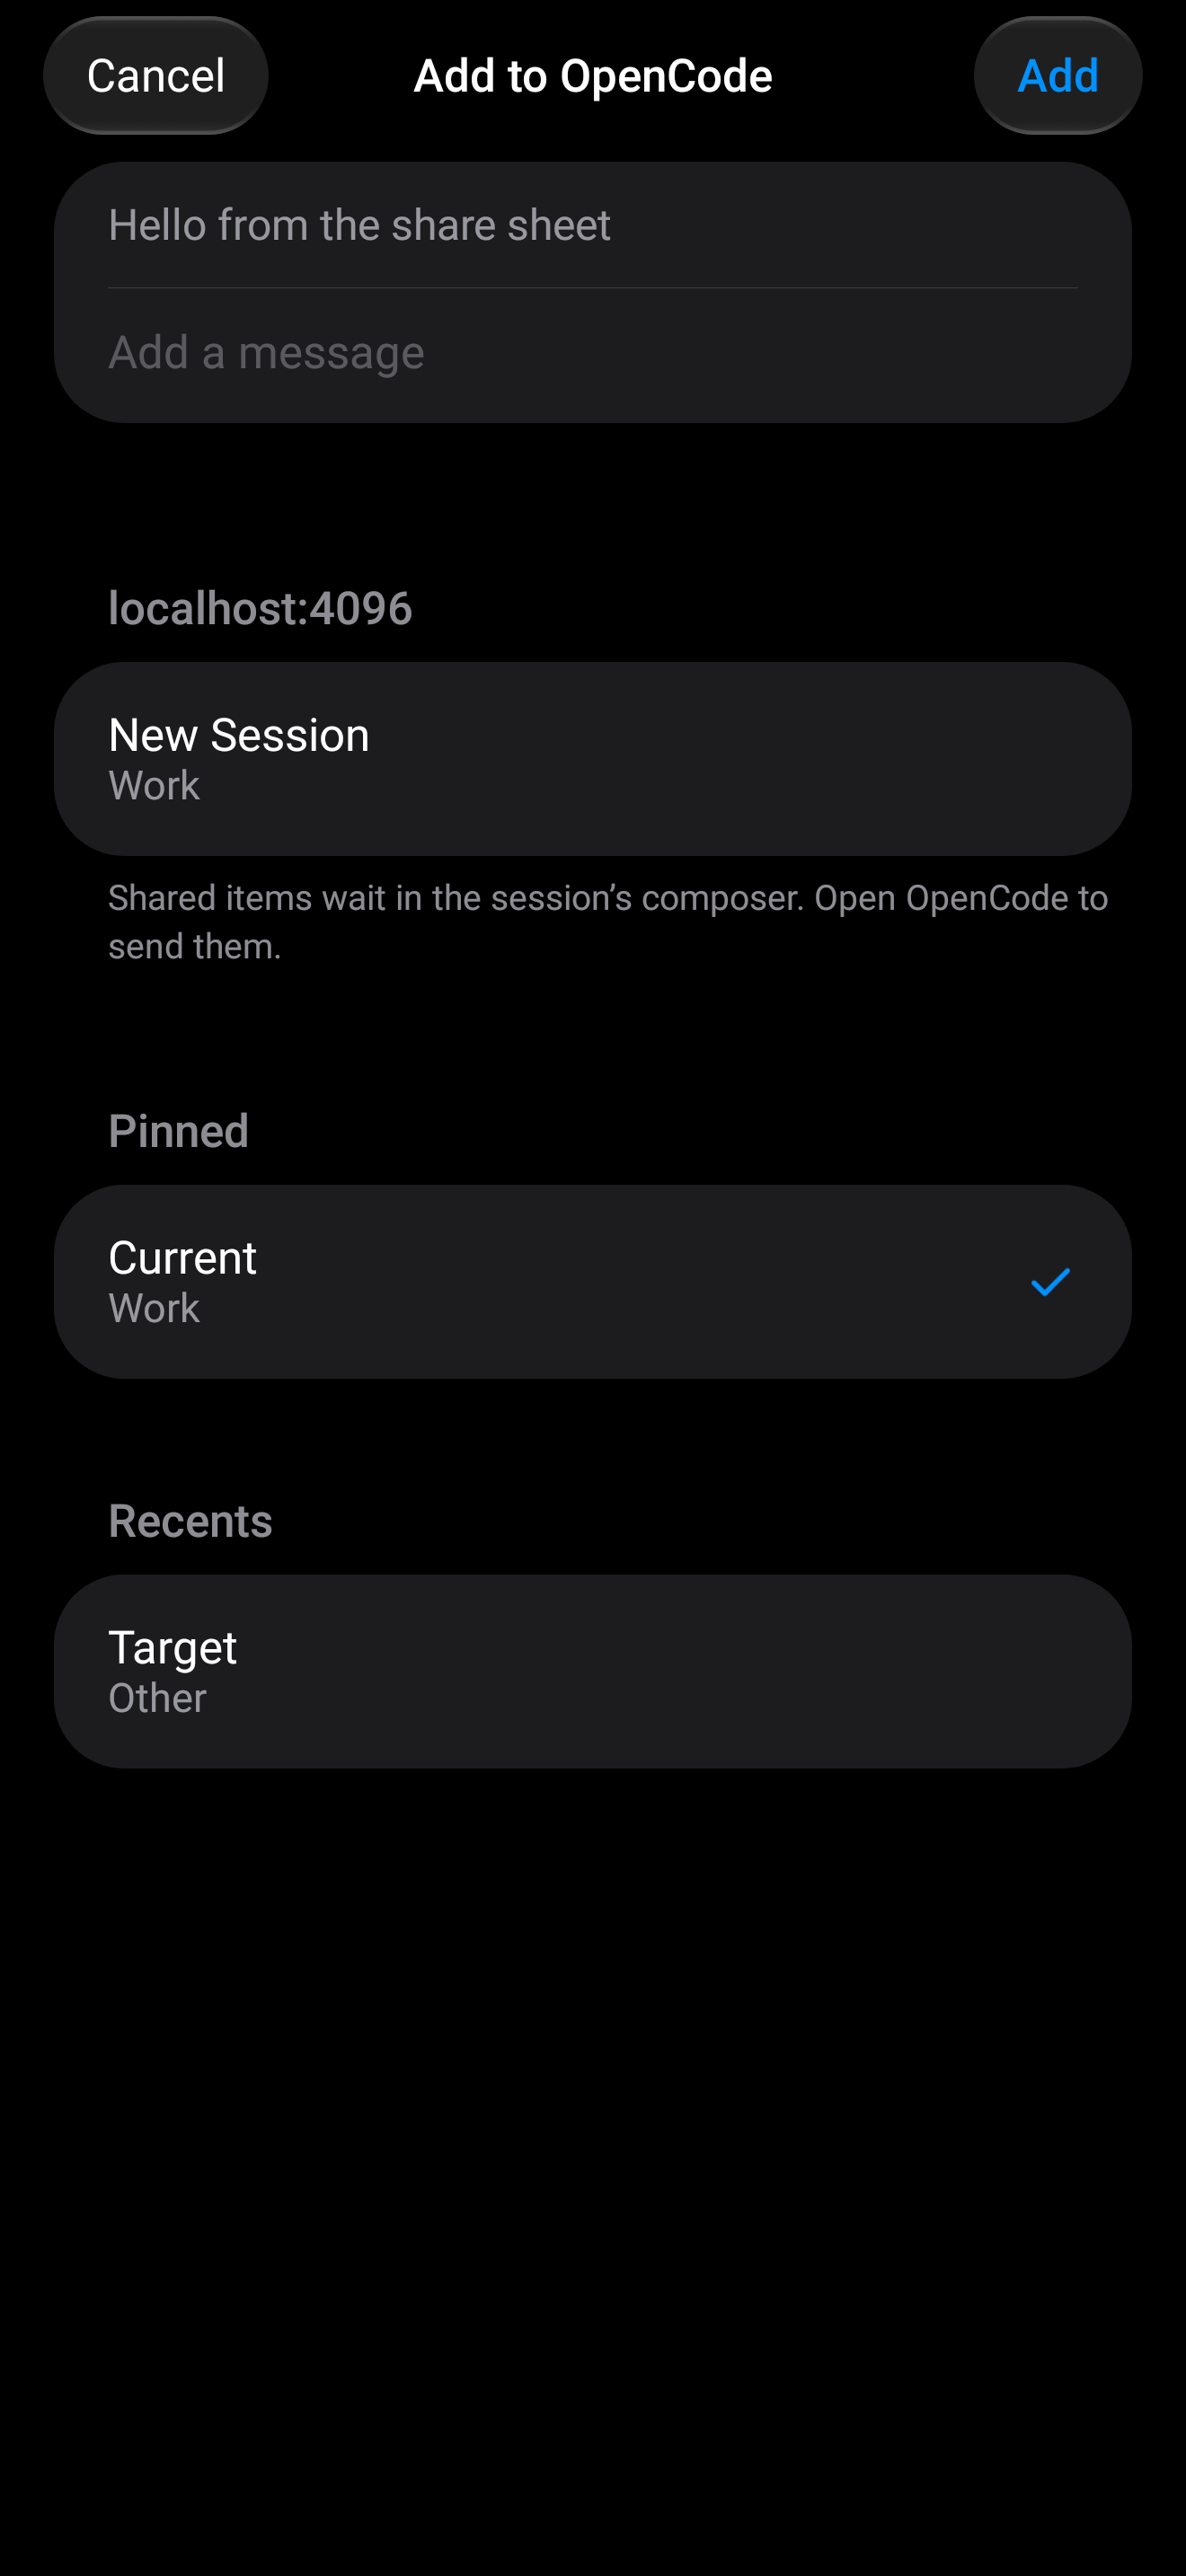 Cancel
Add to OpenCode
Add
Hello from the share sheet
Add a message
localhost:4096
New Session
Work
Shared items wait in the session’s composer. Open OpenCode to
send them.
Pinned
Current
Work
Recents
Target
Other